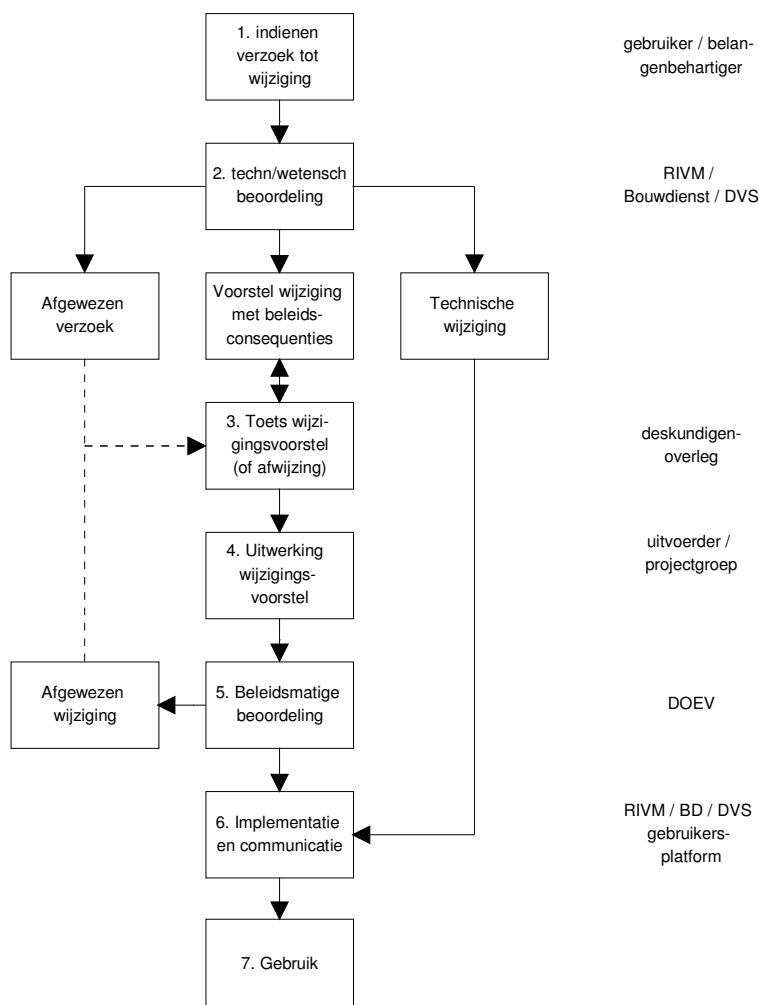 1. indienen
verzoek tot
wijziging
gebruiker / belan-
genbehartiger
2. techn/wetensch
beoordeling
RIVM /
Bouwdienst / DVS
Afgewezen
verzoek
Voorstel wijziging
met beleids-
consequenties
Technische
wijziging
3. Toets wijzi-
gingsvoorstel
(of afwijzing)
deskundigen-
overleg
4. Uitwerking
wijzigings-
voorstel
uitvoerder /
projectgroep
Afgewezen
wijziging
5. Beleidsmatige
beoordeling
DOEV
6. Implementatie
en communicatie
RIVM / BD / DVS
gebruikers-
platform
7. Gebruik